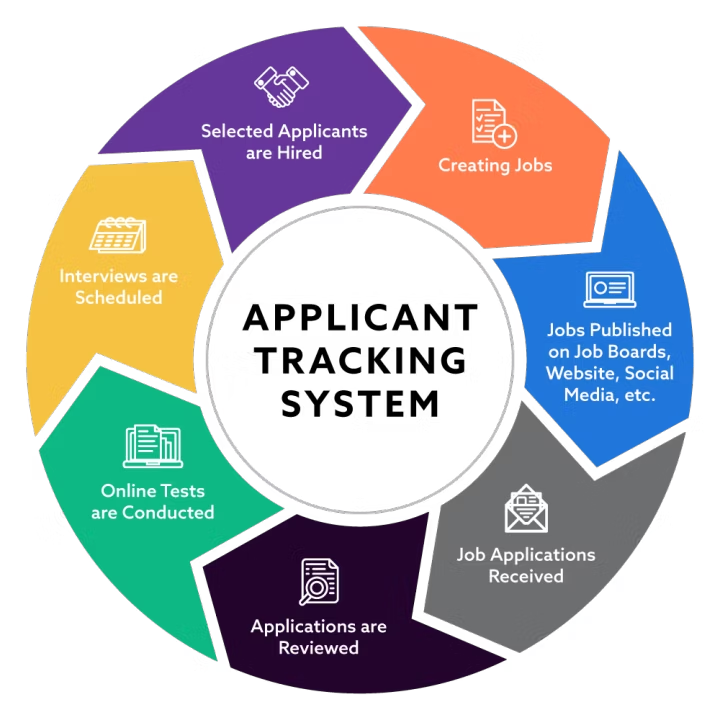 APPLICANT
TRACKING
SYSTEM
Creating Jobs
Jobs Published
on Job Boards,
Website, Social
Media, etc.
Job Applications
Received
Applications are
Reviewed
Online Tests
are Conducted
Interviews are
Scheduled
Selected Applicants
are Hired